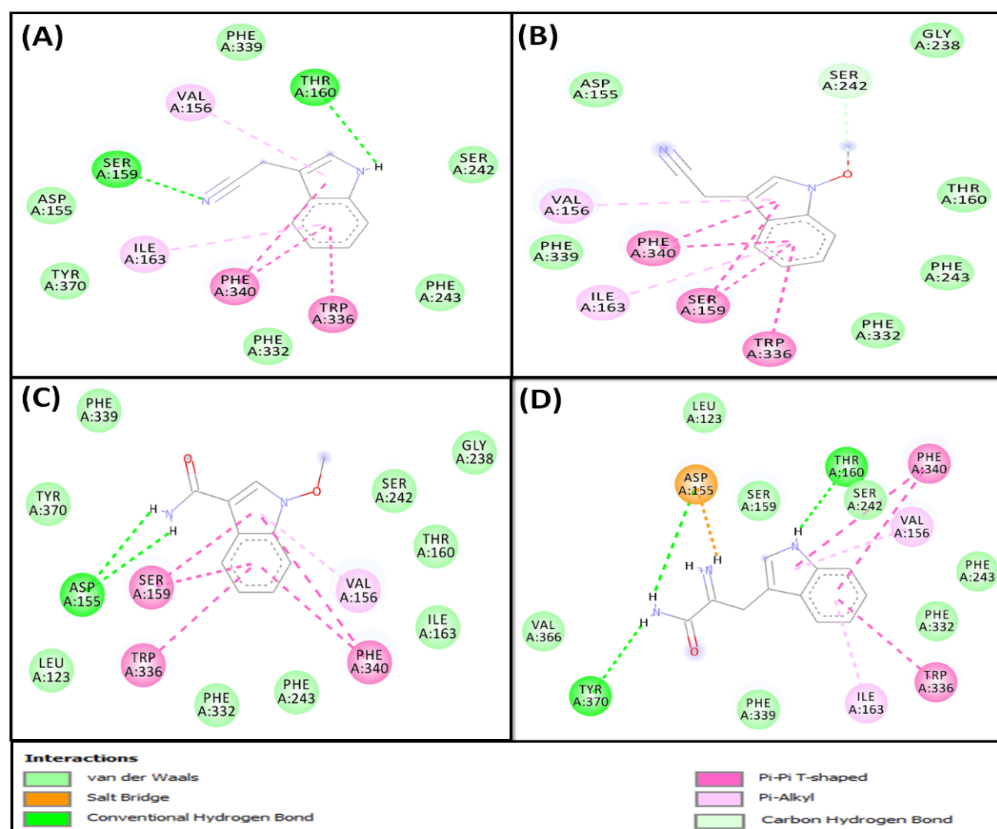 (A)
PHE
A:339
THR
A:160
VAL
A:156
SER
A:159
N
N
H
SER
A:242
ASP
A:155
ILE
A:163
TYR
A:370
PHE
A:340
TRP
A:336
PHE
A:243
PHE
A:332
(B)
GLY
A:238
SER
A:242
ASP
A:155
N
N
O
VAL
A:156
THR
A:160
PHE
A:339
PHE
A:340
PHE
A:243
ILE
A:163
SER
A:159
PHE
A:332
TRP
A:336
(C)
PHE
A:339
GLY
A:238
O
SER
A:242
TYR
A:370
H
N
H
N
O
THR
A:160
ASP
A:155
SER
A:159
VAL
A:156
ILE
A:163
LEU
A:123
TRP
A:336
PHE
A:340
PHE
A:332
PHE
A:243
(D)
LEU
A:123
THR
A:160
PHE
A:340
ASP
A:155
SER
A:159
SER
A:242
VAL
A:156
H
N
H
H
N+
H
N
H
O
PHE
A:243
VAL
A:366
PHE
A:332
TYR
A:370
PHE
A:339
ILE
A:163
TRP
A:336
Interactions
van der Waals
Salt Bridge
Conventional Hydrogen Bond
Pi-Pi T-shaped
Pi-Alkyl
Carbon Hydrogen Bond